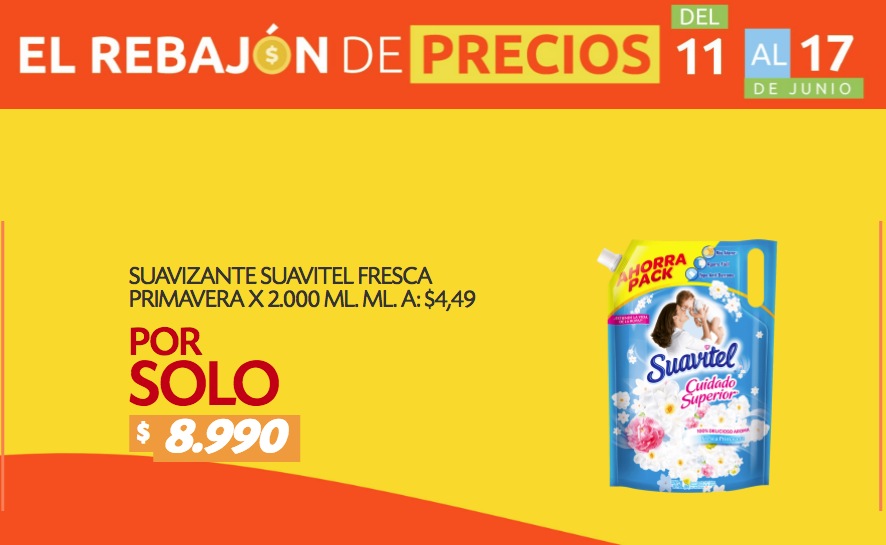 EL REBAJÓN DE PRECIOS
DEL
11 AL 17
DE JUNIO
SUAVIZANTE SUAVITEL FRESCA
PRIMAVERA X 2.000 ML. ML. A: $4,49
POR
SOLO
$ 8.990
AHORRA
PACK
Suavitel
Cuidado
Superior
100% DELICIOSO AROMA